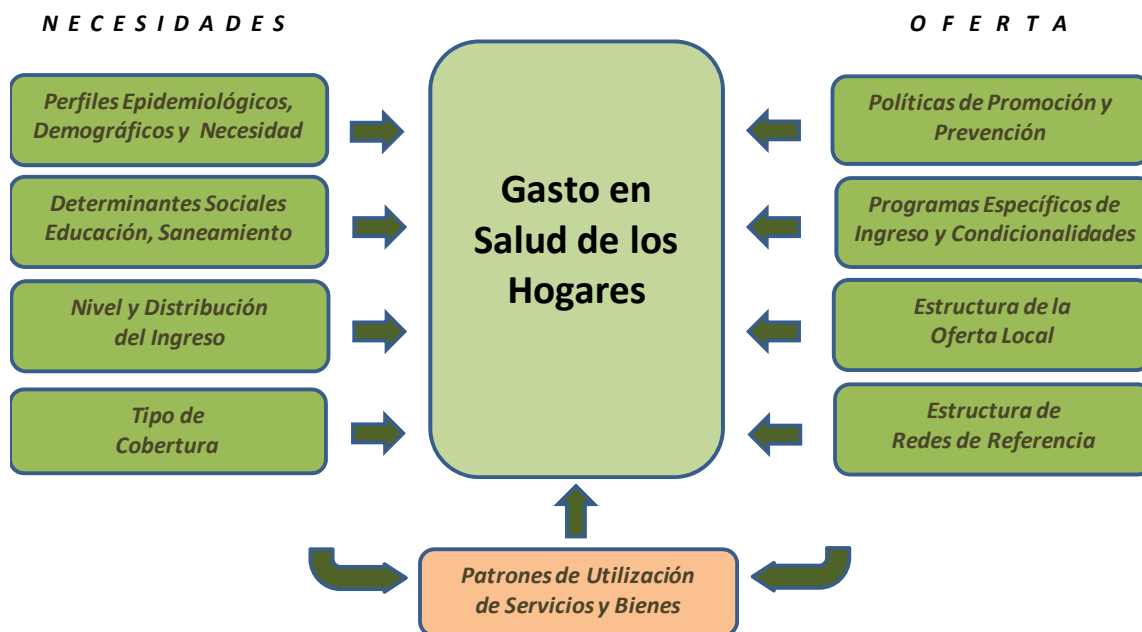 NECESIDADES
OFERTA
Perfiles Epidemiológicos,
Demográficos y Necesidad
Determinantes Sociales
Educación, Saneamiento
Nivel y Distribución
del Ingreso
Tipo de
Cobertura
Gasto en
Salud de los
Hogares
Políticas de Promoción y
Prevención
Programas Específicos de
Ingreso y Condicionalidades
Estructura de la
Oferta Local
Estructura de
Redes de Referencia
Patrones de Utilización
de Servicios y Bienes